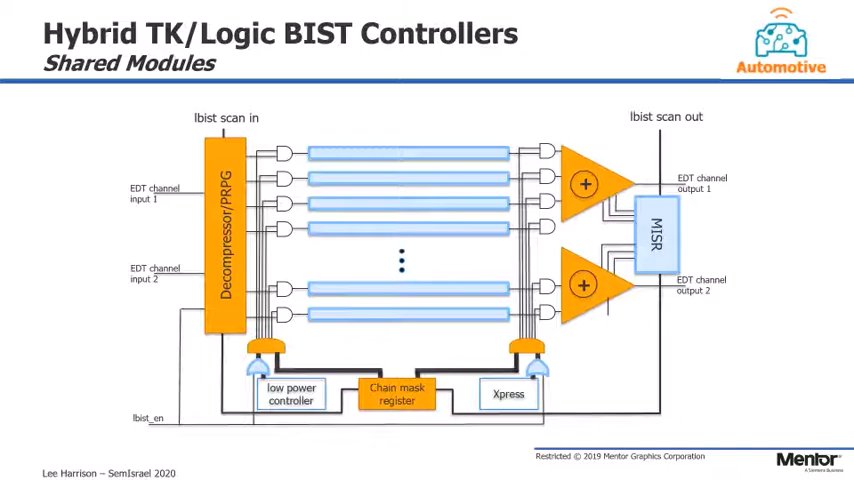 Hybrid TK/Logic BIST Controllers
Shared Modules
Automotive
lbist scan in
lbist scan out
EDT channel
input 1
EDT channel
input 2
Decompressor/PRPG
EDT channel
output 1
MISR
EDT channel
output 2
low power
controller
Chain mask
register
Xpress
lbist_en
Restricted © 2019 Mentor Graphics Corporation
Lee Harrison – SemIsrael 2020
Mentor
A Siemens Business